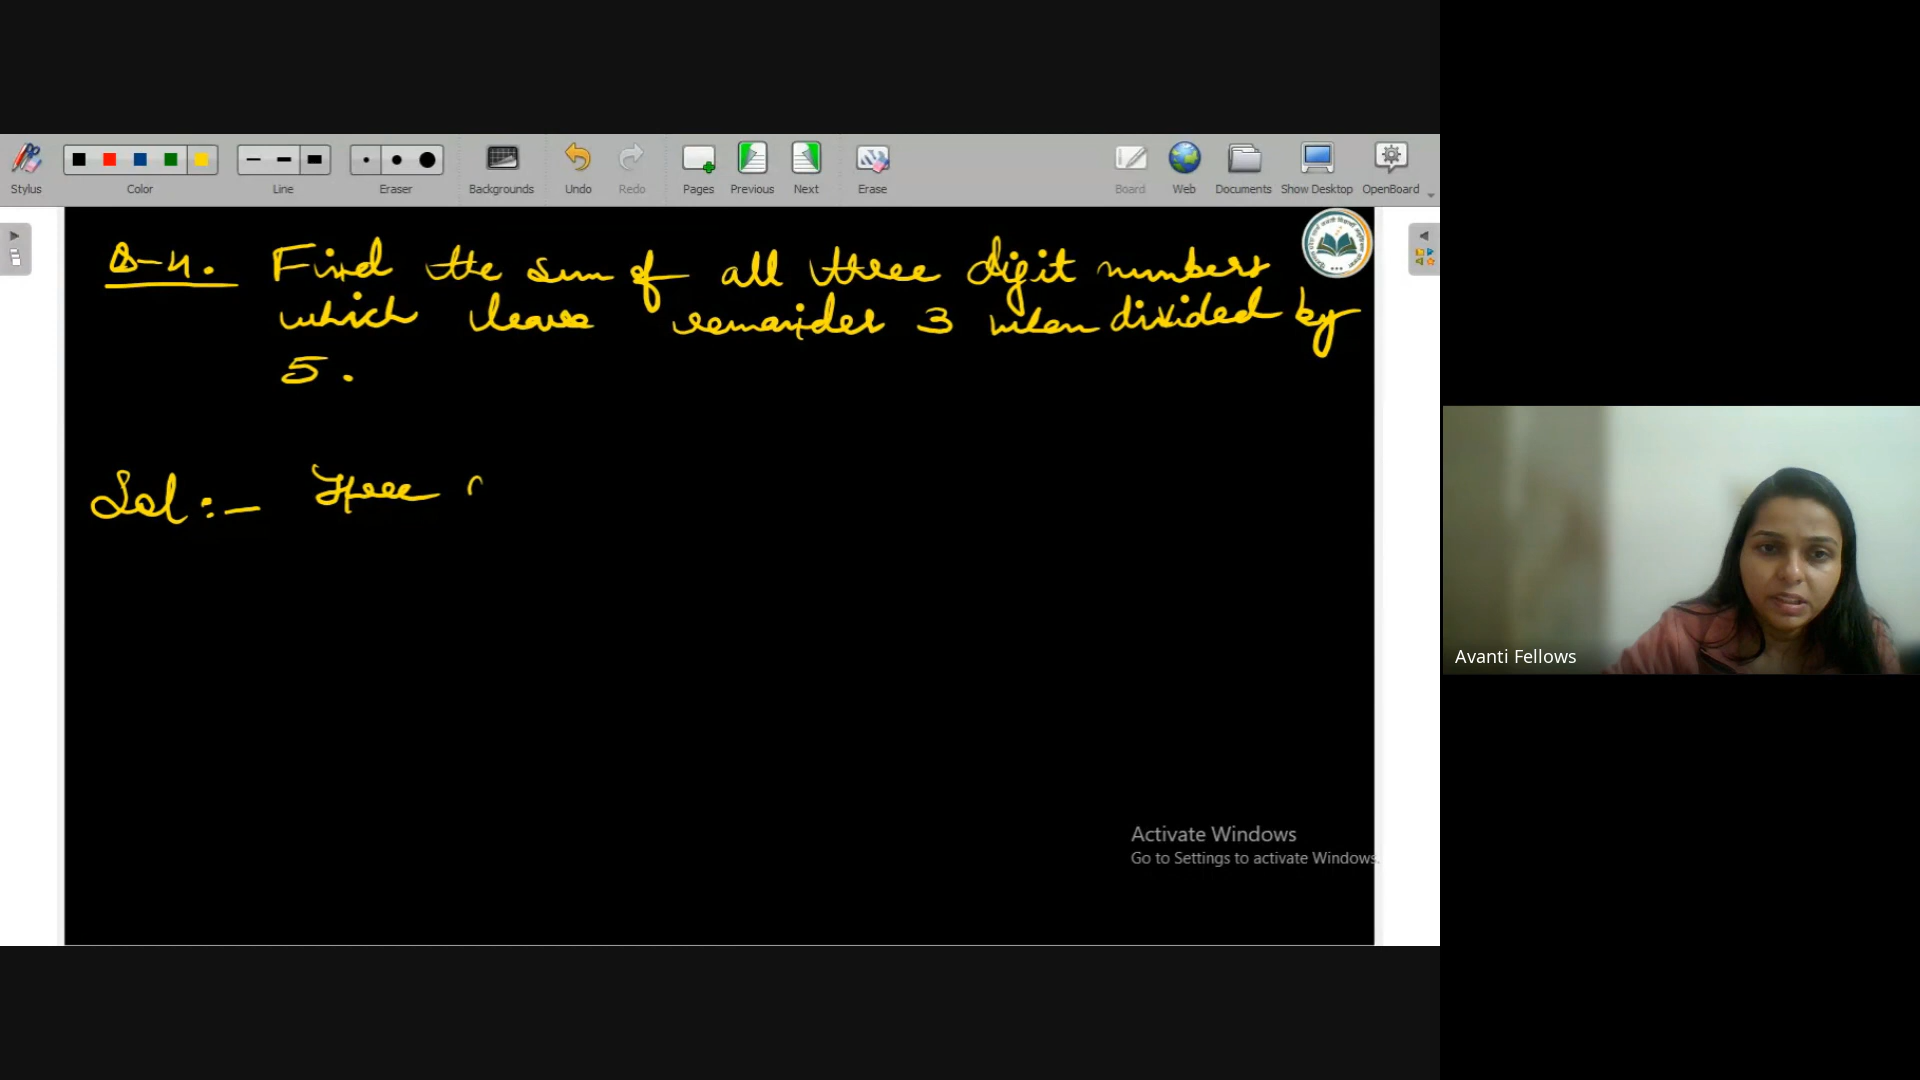 Stylus Color Line Eraser Backgrounds Undo Redo Pages Previous Next Erase Board Web Documents Show Desktop OpenBoard
Q-4. Find the sum of all three digit numbers
which leave remainder 3 when divided by
5.
Sol:- Three
Activate Windows
Go to Settings to activate Windows.
Avanti Fellows